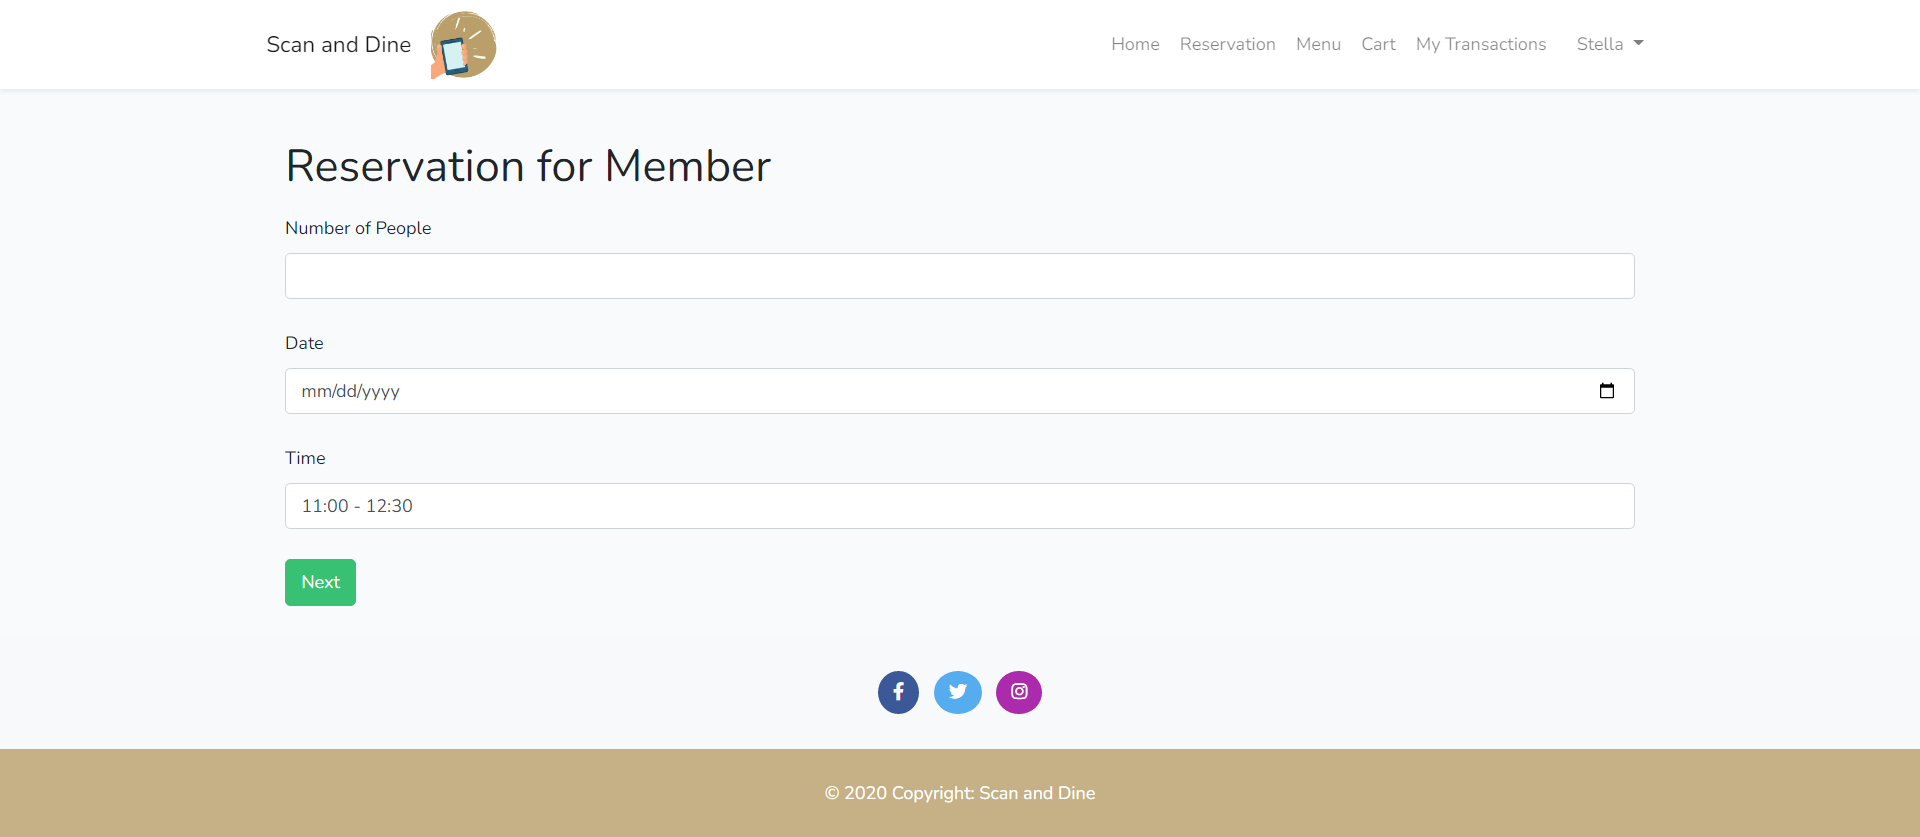 Scan and Dine
Home Reservation Menu Cart My Transactions Stella
Reservation for Member
Number of People
Date
mm/dd/yyyy
Time
11:00 - 12:30
Next
© 2020 Copyright: Scan and Dine